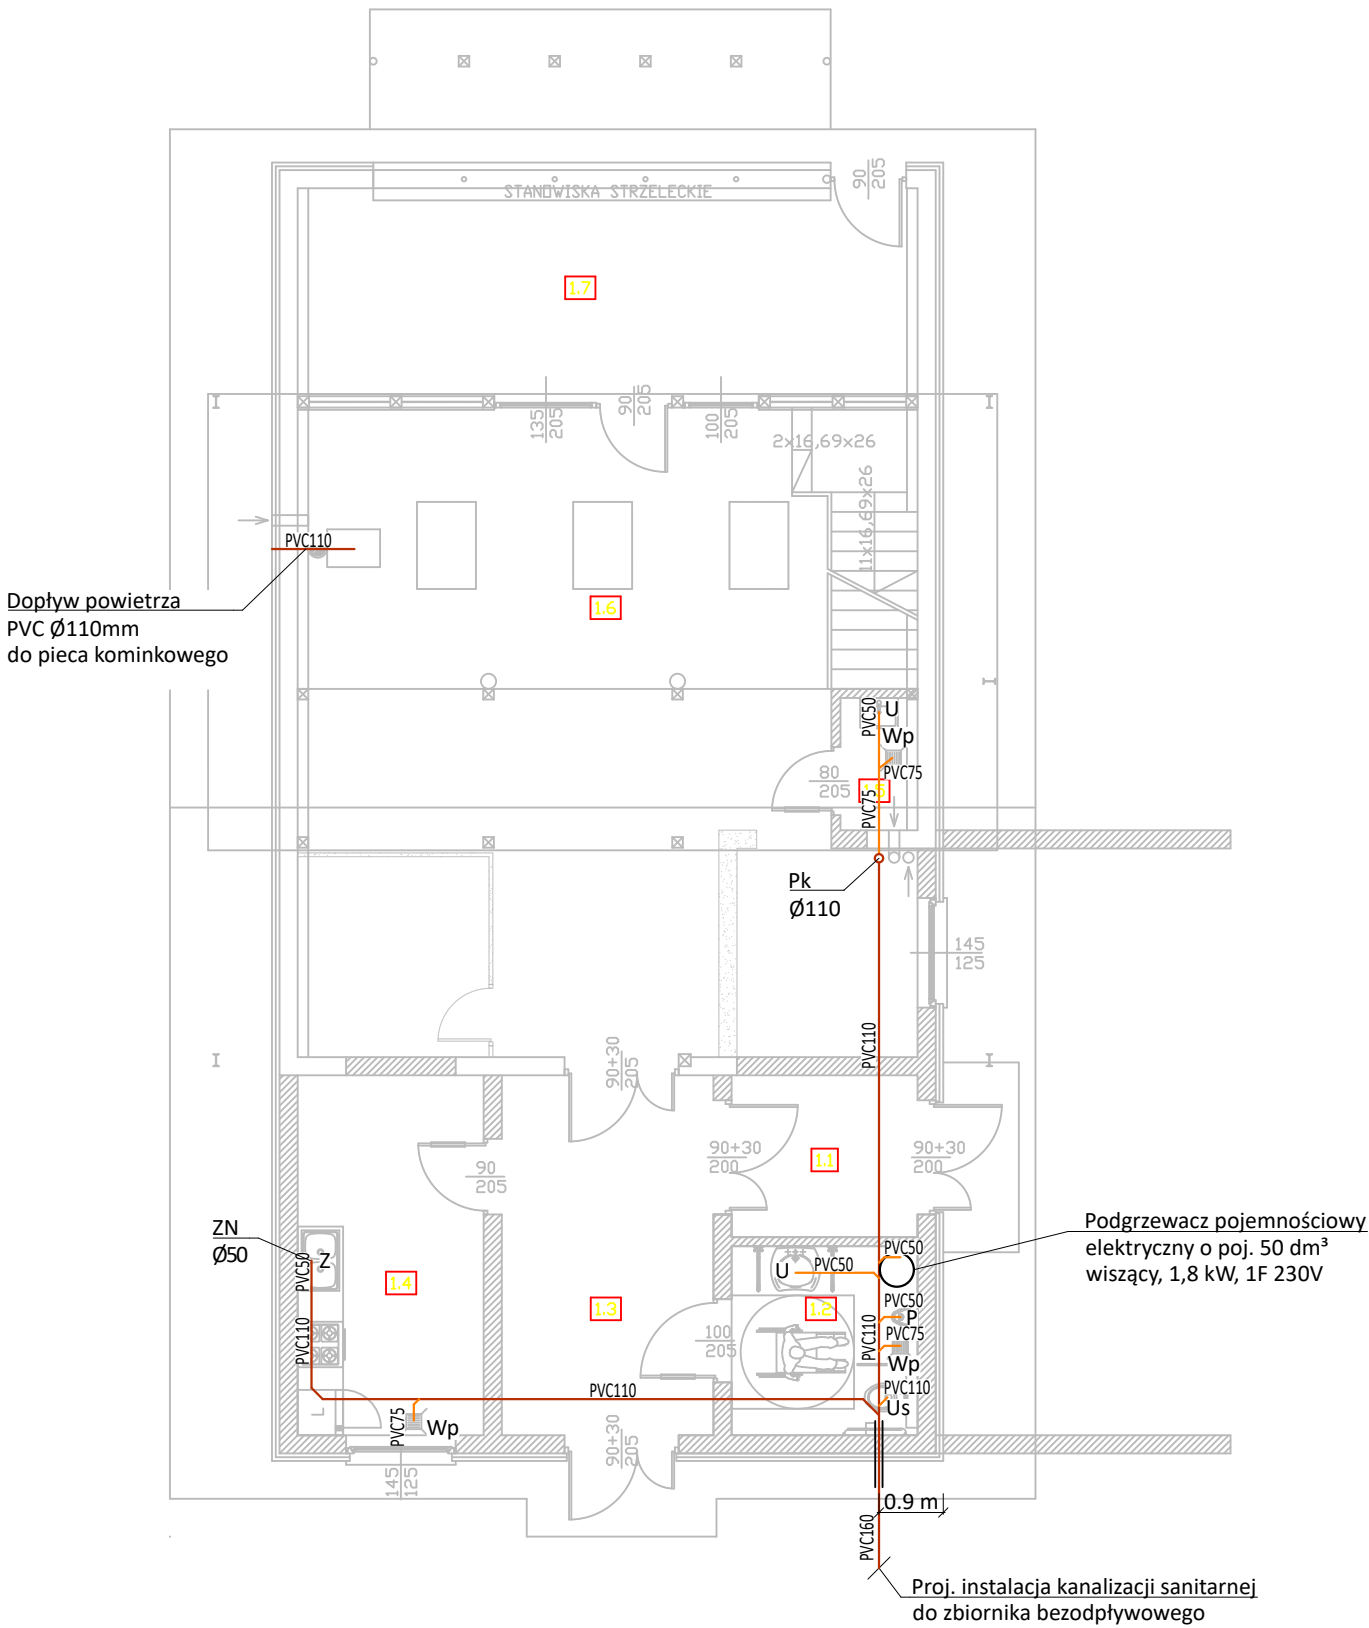 90
205
STANOWISKA STRZELECKIE
1.7
135
205
90
205
100
205
2x16,69x26
11x16,69x26
PVC110
Dopływ powietrza
PVC Ø110mm
do pieca kominkowego
1.6
PVC50
U
Wp
PVC75
80
205
1.5
PVC75
Pk
Ø110
145
125
PVC110
90+30
205
90+30
200
1.1
90+30
200
90
205
ZN
Ø50
PVC50
Z
1.4
PVC110
1.3
U
PVC50
PVC50
Podgrzewacz pojemnościowy
elektryczny o poj. 50 dm³
wiszący, 1,8 kW, 1F 230V
1.2
PVC50
P
PVC110
PVC75
100
205
Wp
PVC110
Us
PVC110
L
PVC75
Wp
90+30
205
145
125
0.9 m
PVC160
Proj. instalacja kanalizacji sanitarnej
do zbiornika bezodpływowego